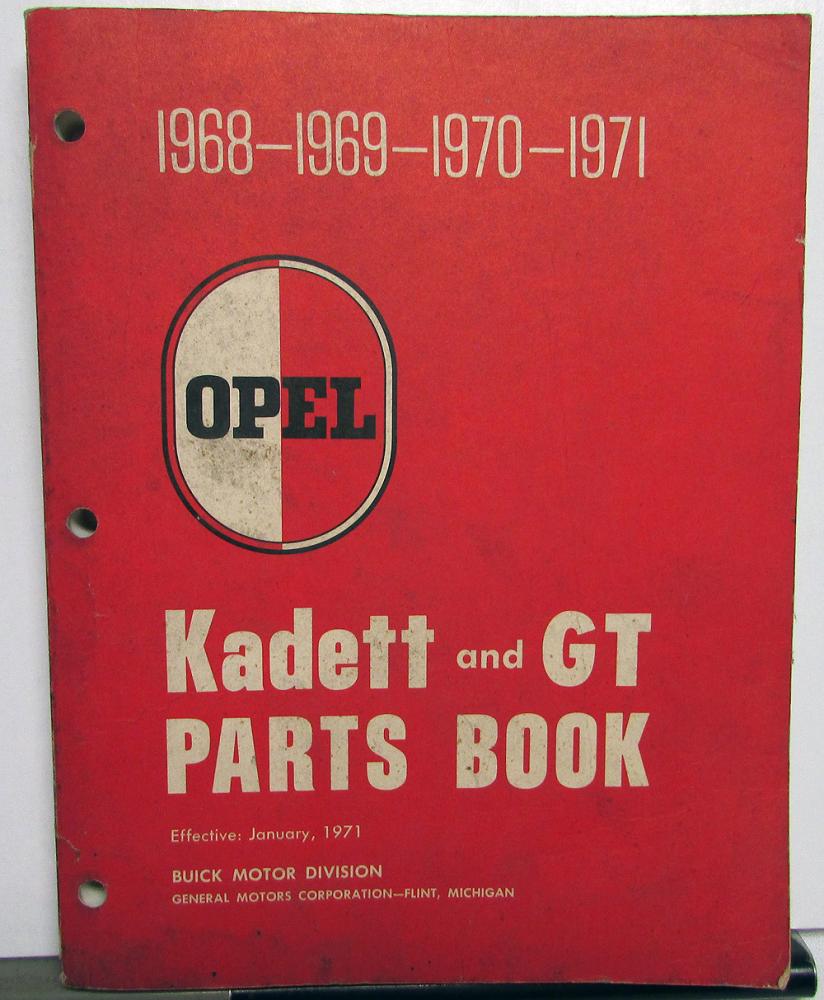 1968—1969—1970—1971
OPEL
Kadett and GT
PARTS BOOK
Effective: January, 1971
BUICK MOTOR DIVISION
GENERAL MOTORS CORPORATION—FLINT, MICHIGAN